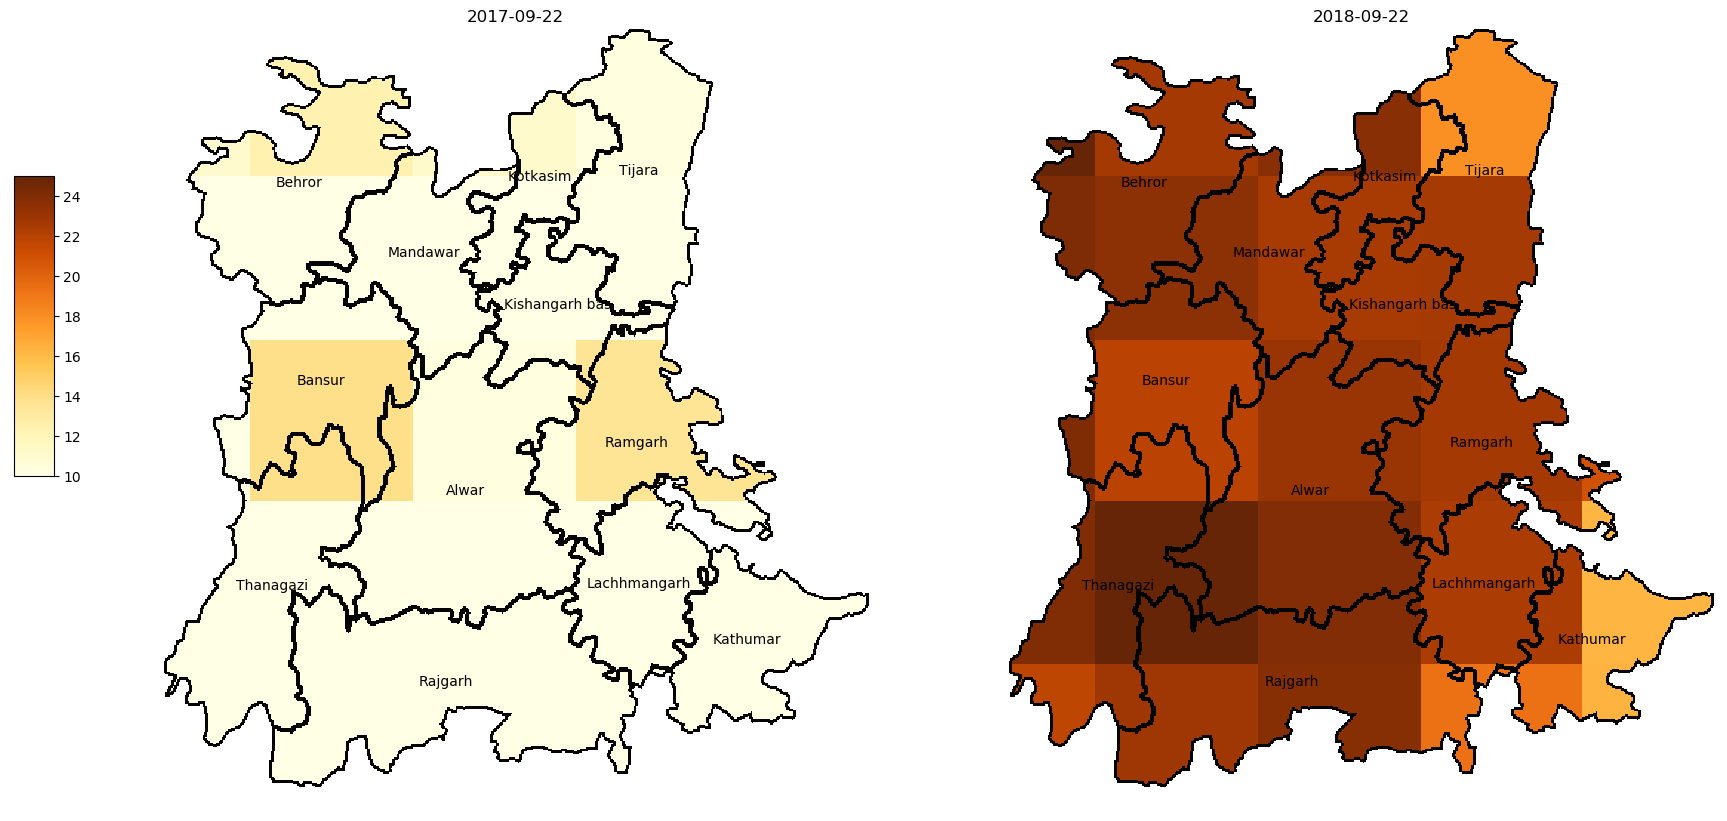 2017-09-22
2018-09-22
Tijara
Kotkasim
Behror
Mandawar
Kishangarh bas
Bansur
Ramgarh
Alwar
Thanagazi
Lachhmangarh
Kathumar
Rajgarh
24
22
20
18
16
14
12
10
Tijara
Kotkasim
Behror
Mandawar
Kishangarh bas
Bansur
Ramgarh
Alwar
Thanagazi
Lachhmangarh
Kathumar
Rajgarh